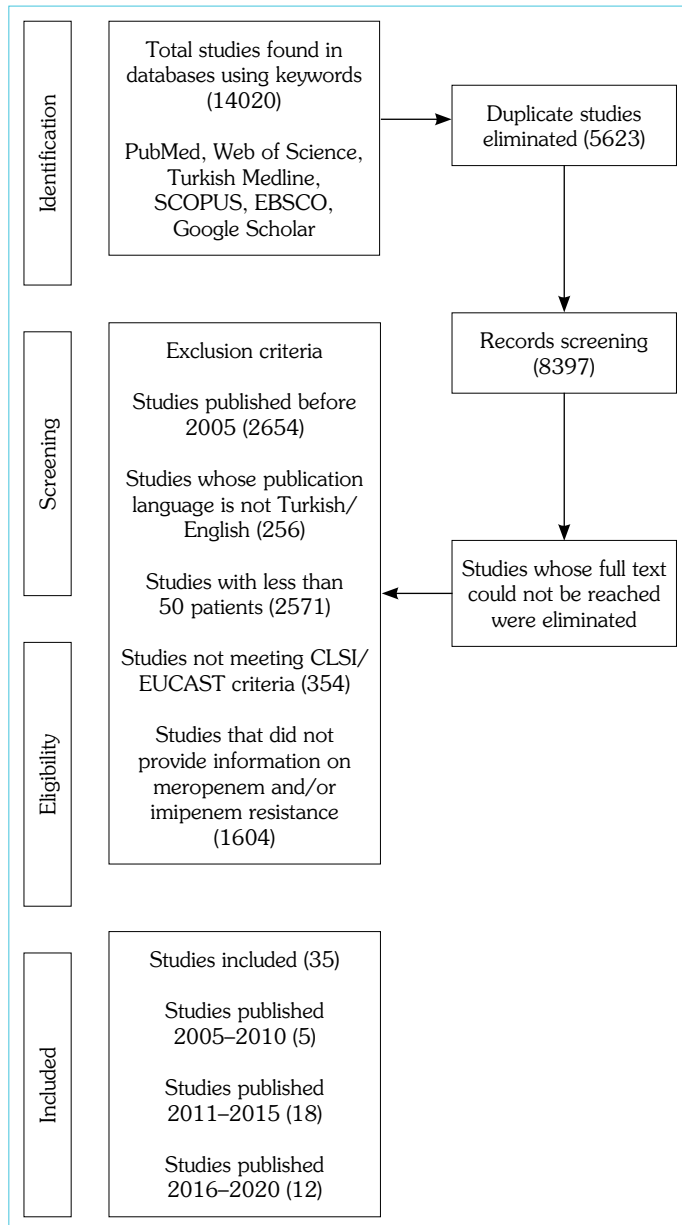 Identification
Total studies found in
databases using keywords
(14020)
PubMed, Web of Science,
Turkish Medline,
SCOPUS, EBSCO,
Google Scholar
Duplicate studies
eliminated (5623)
Records screening
(8397)
Studies whose full text
could not be reached
were eliminated
Screening
Eligibility
Exclusion criteria
Studies published before
2005 (2654)
Studies whose publication
language is not Turkish/
English (256)
Studies with less than
50 patients (2571)
Studies not meeting CLSI/
EUCAST criteria (354)
Studies that did not
provide information on
meropenem and/or
imipenem resistance
(1604)
Included
Studies included (35)
Studies published
2005–2010 (5)
Studies published
2011–2015 (18)
Studies published
2016–2020 (12)